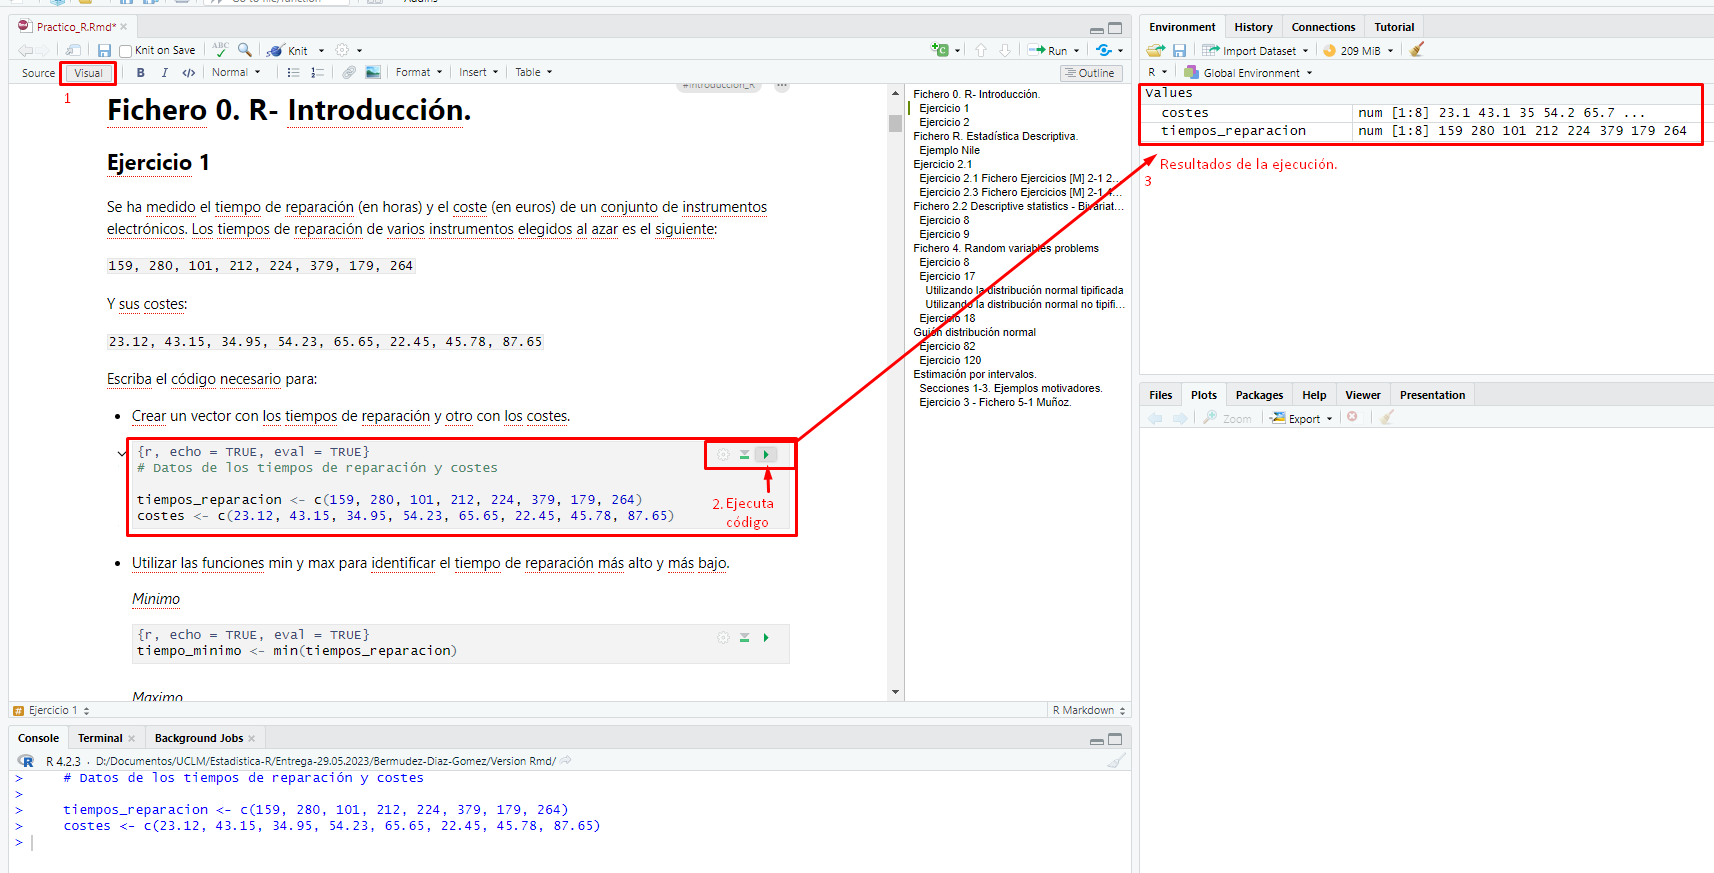 Go to file/function
Addins
Practico_R.Rmd*
Knit on Save
ABC
Knit
Run
Source
Visual
B
I
</>
Normal
Format
Insert
Table
Outline
1
#introduccion_R
Fichero 0. R- Introducción.
Ejercicio 1
Se ha medido el tiempo de reparación (en horas) y el coste (en euros) de un conjunto de instrumentos
electrónicos. Los tiempos de reparación de varios instrumentos elegidos al azar es el siguiente:
159, 280, 101, 212, 224, 379, 179, 264
Y sus costes:
23.12, 43.15, 34.95, 54.23, 65.65, 22.45, 45.78, 87.65
Escriba el código necesario para:
• Crear un vector con los tiempos de reparación y otro con los costes.
{r, echo = TRUE, eval = TRUE}
# Datos de los tiempos de reparación y costes
tiempos_reparacion <- c(159, 280, 101, 212, 224, 379, 179, 264)
costes <- c(23.12, 43.15, 34.95, 54.23, 65.65, 22.45, 45.78, 87.65)
2. Ejecuta
código
• Utilizar las funciones min y max para identificar el tiempo de reparación más alto y más bajo.
Minimo
{r, echo = TRUE, eval = TRUE}
tiempo_minimo <- min(tiempos_reparacion)
Maximo
Fichero 0. R- Introducción.
Ejercicio 1
Ejercicio 2
Fichero R. Estadística Descriptiva.
Ejemplo Nile
Ejercicio 2.1
Ejercicio 2.1 Fichero Ejercicios [M] 2-1 2...
Ejercicio 2.3 Fichero Ejercicios [M] 2-1 4...
Fichero 2.2 Descriptive statistics - Bivariat...
Ejercicio 8
Ejercicio 9
Fichero 4. Random variables problems
Ejercicio 8
Ejercicio 17
Utilizando la distribución normal tipificada
Utilizando la distribución normal no tipifi...
Ejercicio 18
Guión distribución normal
Ejercicio 82
Ejercicio 120
Estimación por intervalos.
Secciones 1-3. Ejemplos motivadores.
Ejercicio 3 - Fichero 5-1 Muñoz.
# Ejercicio 1
R Markdown
Console
Terminal
Background Jobs
R 4.2.3 · D:/Documentos/UCLM/Estadistica-R/Entrega-29.05.2023/Bermudez-Diaz-Gomez/Version Rmd/
> # Datos de los tiempos de reparación y costes
>
> tiempos_reparacion <- c(159, 280, 101, 212, 224, 379, 179, 264)
> costes <- c(23.12, 43.15, 34.95, 54.23, 65.65, 22.45, 45.78, 87.65)
>
Environment
History
Connections
Tutorial
Import Dataset
209 MiB
R
Global Environment
values
costes num [1:8] 23.1 43.1 35 54.2 65.7 ...
tiempos_reparacion num [1:8] 159 280 101 212 224 379 179 264
Resultados de la ejecución.
3
Files
Plots
Packages
Help
Viewer
Presentation
Zoom
Export